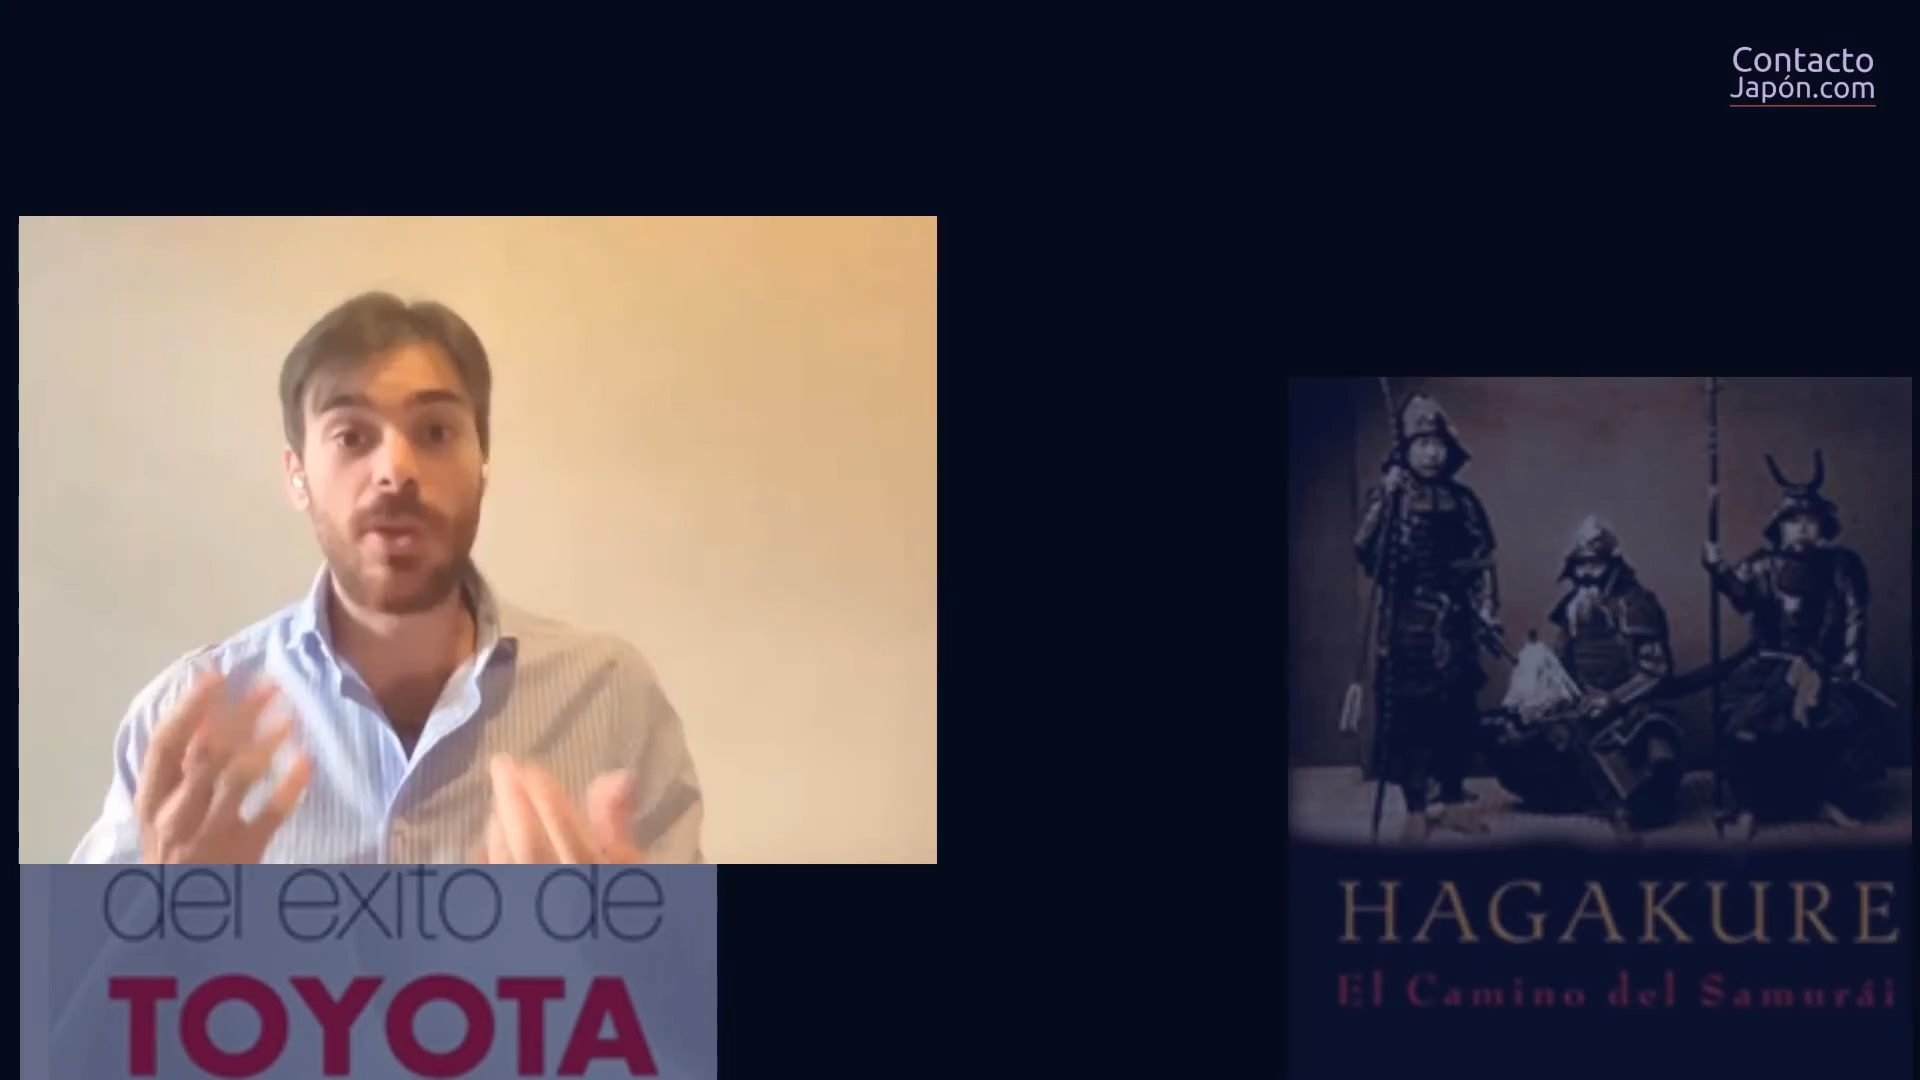 Contacto
Japón.com
del exito de
TOYOTA
HAGAKURE
El Camino del Samurái